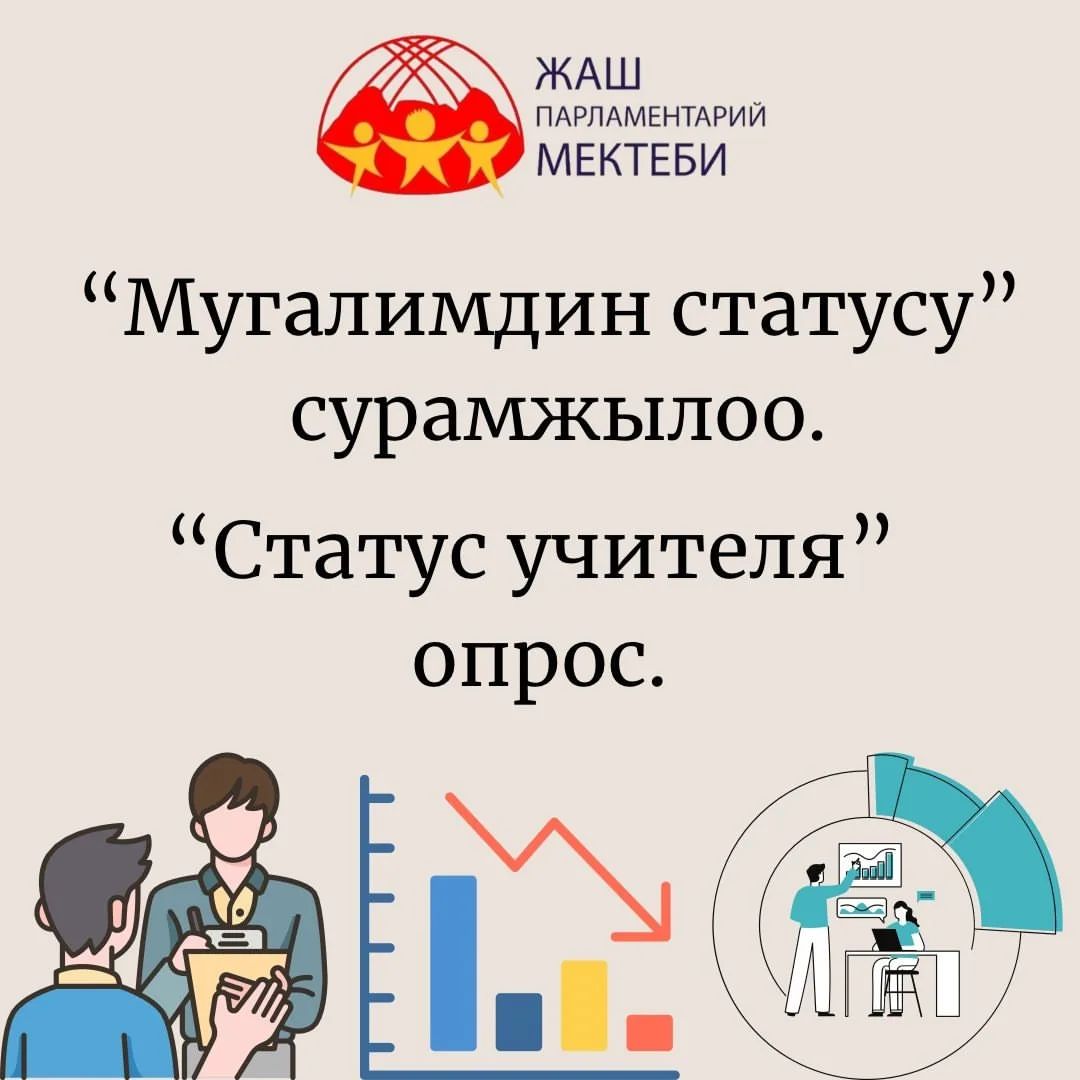 ЖАШ
ПАРЛАМЕНТАРИЙ
МЕКТЕБИ
“Мугалимдин статусу”
сурамжылоо.
“Статус учителя”
опрос.